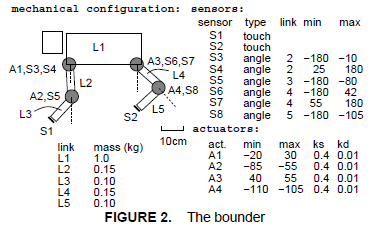 mechanical configuration: sensors:
sensor type link min max
S1 touch
S2 touch
S3 angle 2 -180 -10
S4 angle 2 25 180
S5 angle 3 -180 -80
S6 angle 4 -180 42
S7 angle 4 55 180
S8 angle 5 -180 -105
L1
A1,S3,S4
A3,S6,S7
L4
L2
A4,S8
A2,S5
L3
L5
S2
S1
10cm
link mass (kg)
L1 1.0
L2 0.15
L3 0.10
L4 0.15
L5 0.10
actuators:
act. min max ks kd
A1 -20 30 0.4 0.01
A2 -85 -55 0.4 0.01
A3 40 55 0.4 0.01
A4 -110 -105 0.4 0.01
FIGURE 2. The bounder